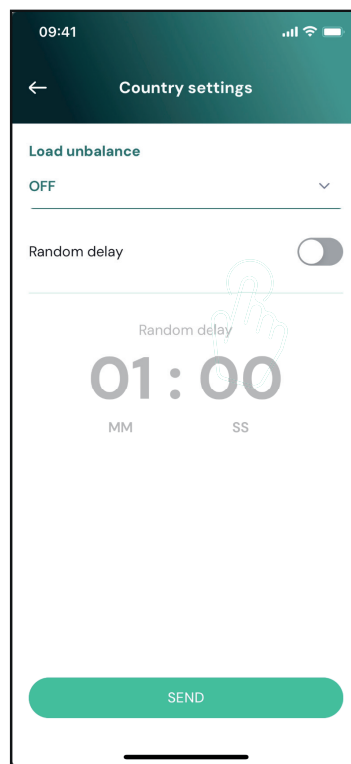 09:41
Country settings
Load unbalance
OFF
Random delay
Random delay
01 : 00
MM SS
SEND